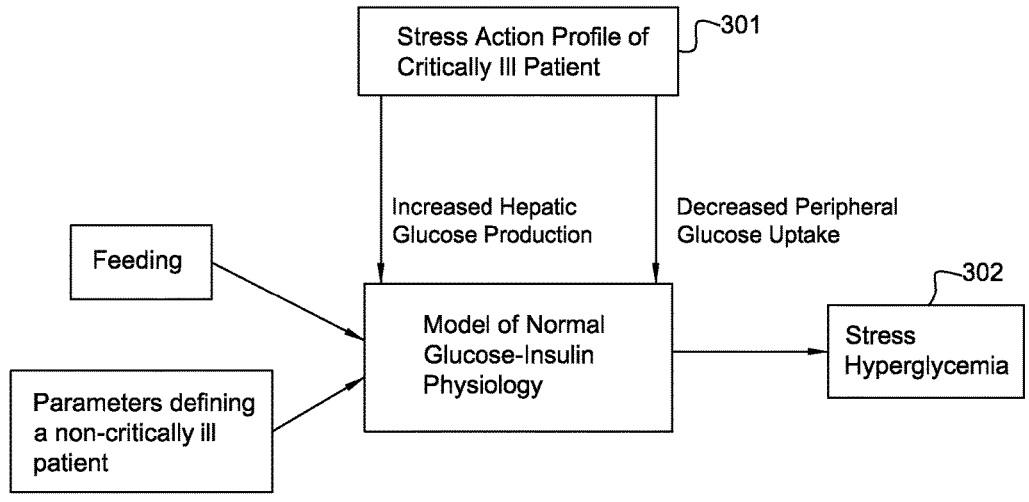 Stress Action Profile of
Critically Ill Patient
301
Increased Hepatic
Glucose Production
Decreased Peripheral
Glucose Uptake
Feeding
Parameters defining
a non-critically ill
patient
Model of Normal
Glucose-Insulin
Physiology
302
Stress
Hyperglycemia